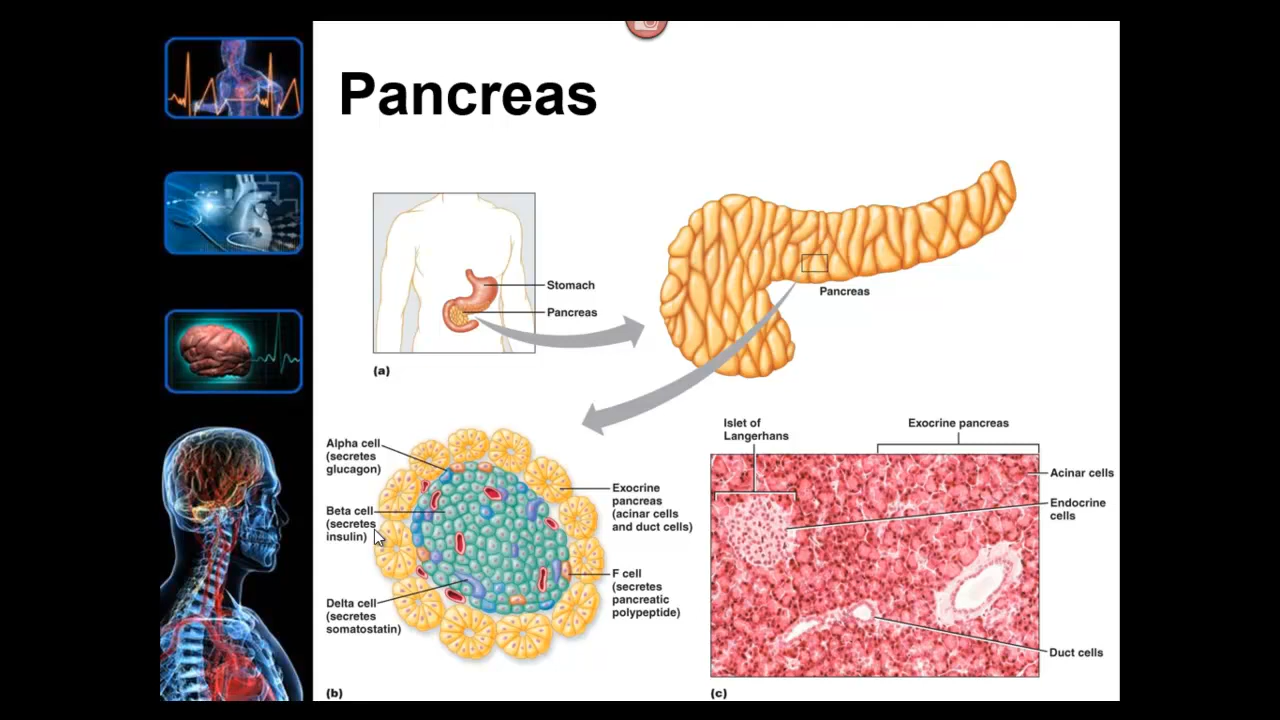 Pancreas
Stomach
Pancreas
(a)
Pancreas
Alpha cell
(secretes
glucagon)
Beta cell
(secretes
insulin)
Delta cell
(secretes
somatostatin)
Exocrine
pancreas
(acinar cells
and duct cells)
F cell
(secretes
pancreatic
polypeptide)
(b)
Islet of
Langerhans
Exocrine pancreas
Acinar cells
Endocrine
cells
Duct cells
(c)